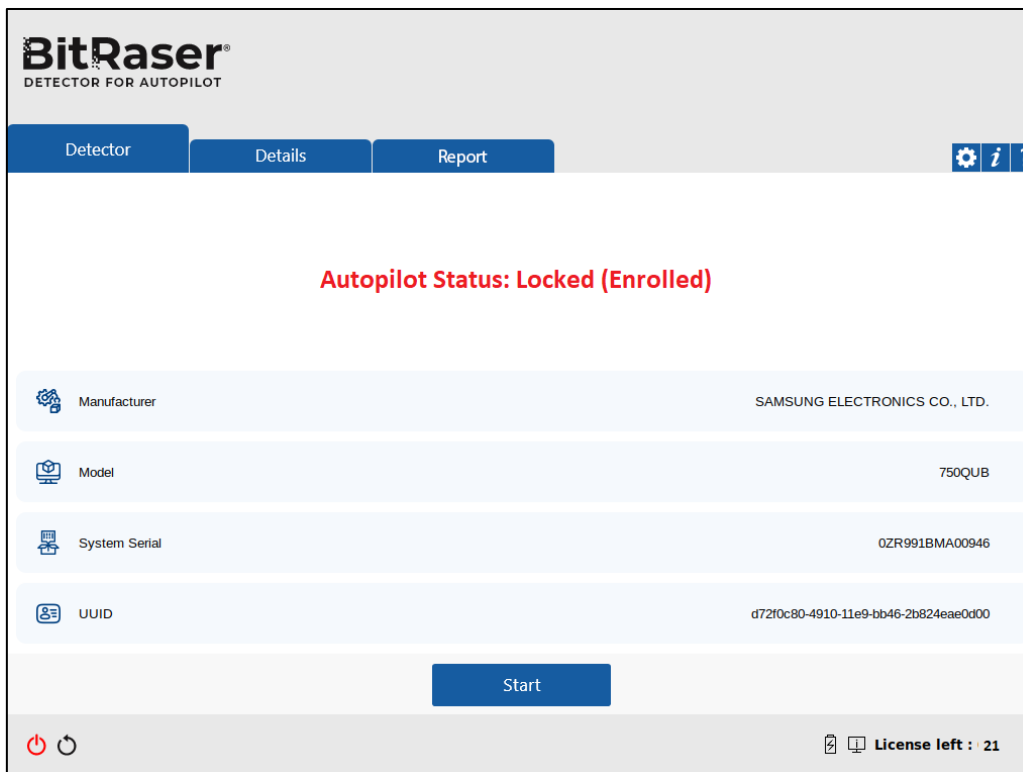 BitRaser®
DETECTOR FOR AUTOPILOT
Detector Details Report
Autopilot Status: Locked (Enrolled)
Manufacturer SAMSUNG ELECTRONICS CO., LTD.
Model 750QUB
System Serial 0ZR991BMA00946
UUID d72f0c80-4910-11e9-bb46-2b824eae0d00
Start
License left : 21